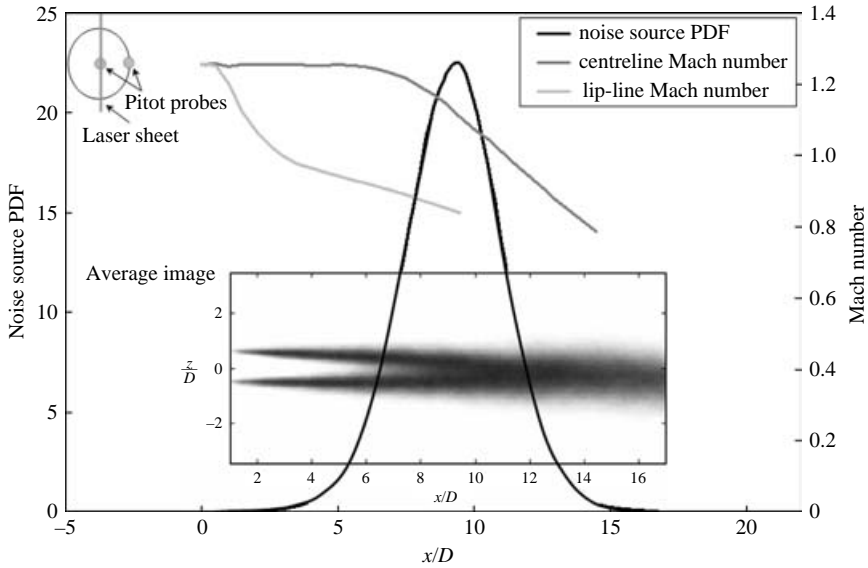 noise source PDF
centreline Mach number
lip-line Mach number
Pitot probes
Laser sheet
Average image
Noise source PDF
25
20
15
10
5
0
Mach number
1.4
1.2
1.0
0.8
0.6
0.4
0.2
0
z/D
2
0
−2
2 4 6 8 10 12 14 16
x/D
−5 0 5 10 15 20
x/D